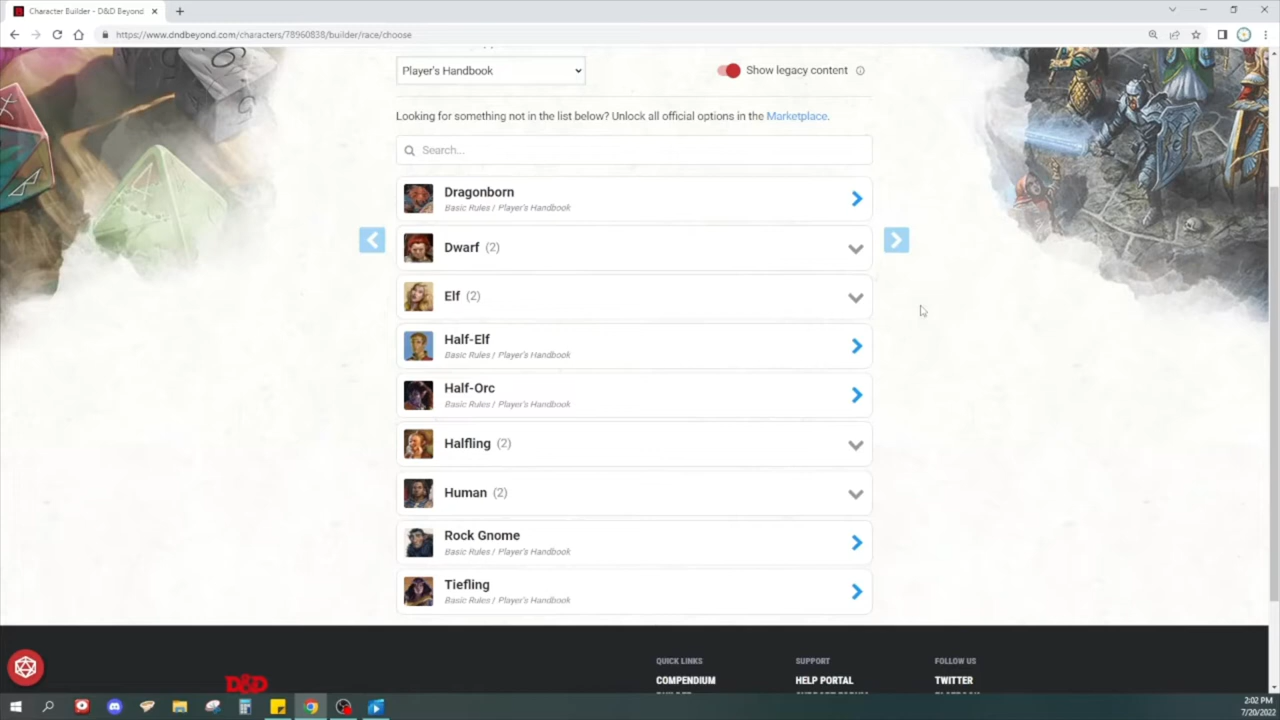 Character Builder - D&D Beyond
https://www.dndbeyond.com/characters/78960838/builder/race/choose
Player's Handbook
Show legacy content
Looking for something not in the list below? Unlock all official options in the Marketplace.
Search...
Dragonborn
Basic Rules / Player's Handbook
Dwarf (2)
Elf (2)
Half-Elf
Basic Rules / Player's Handbook
Half-Orc
Basic Rules / Player's Handbook
Halfling (2)
Human (2)
Rock Gnome
Basic Rules / Player's Handbook
Tiefling
Basic Rules / Player's Handbook
QUICK LINKS
SUPPORT
FOLLOW US
COMPENDIUM
HELP PORTAL
TWITTER
D&D
2:02 PM
7/20/2022